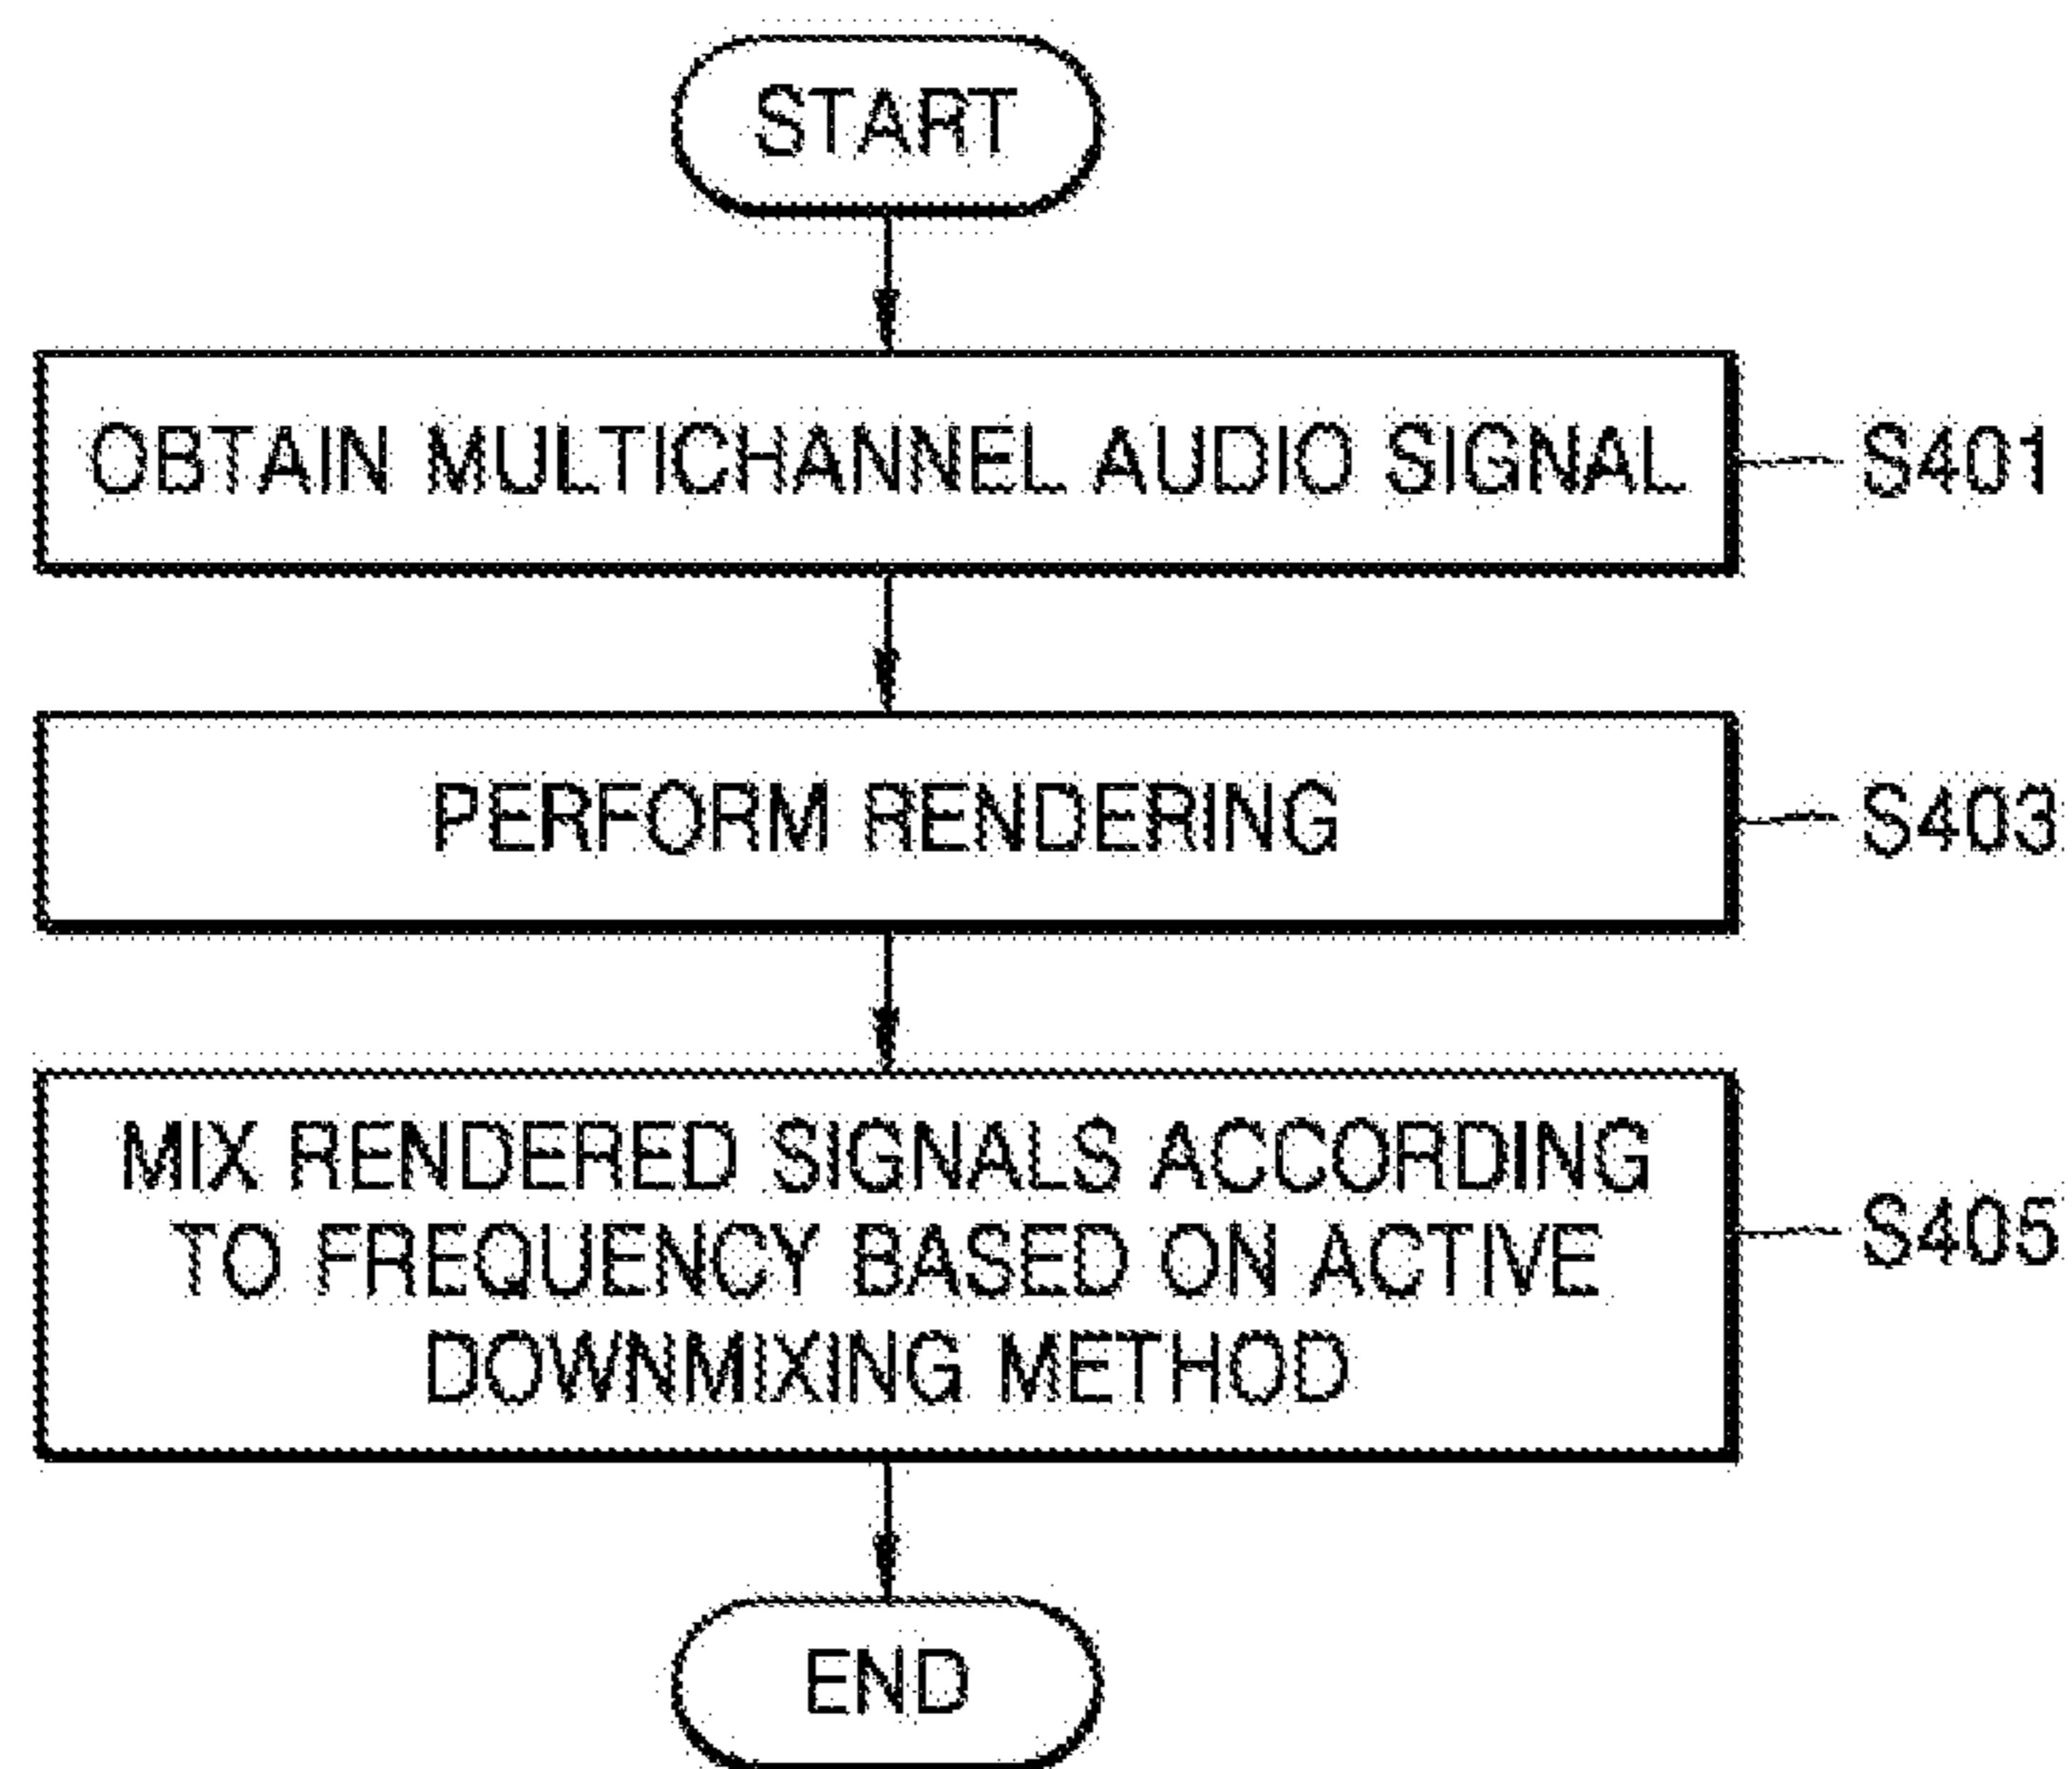 START
OBTAIN MULTICHANNEL AUDIO SIGNAL
S401
PERFORM RENDERING
S403
MIX RENDERED SIGNALS ACCORDING
TO FREQUENCY BASED ON ACTIVE
DOWNMIXING METHOD
S405
END